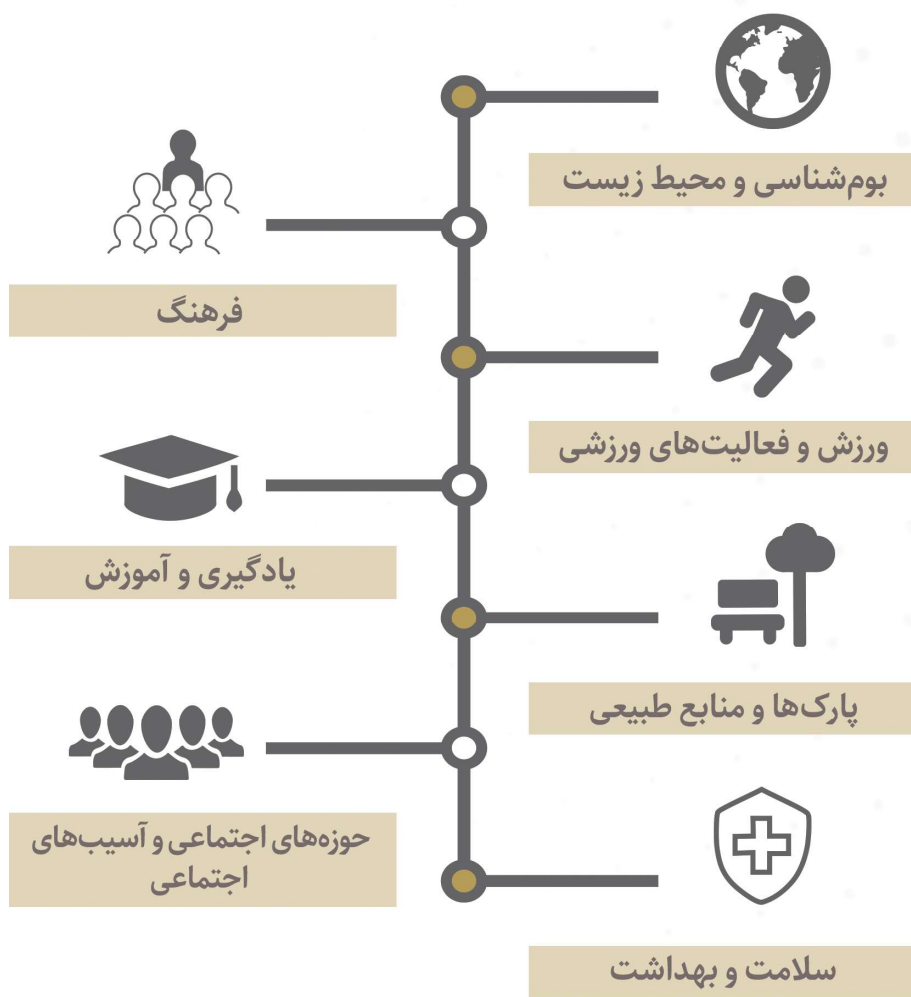 بوم‌شناسی و محیط زیست
فرهنگ
ورزش و فعالیت‌های ورزشی
یادگیری و آموزش
پارک‌ها و منابع طبیعی
حوزه‌های اجتماعی و آسیب‌های
اجتماعی
سلامت و بهداشت